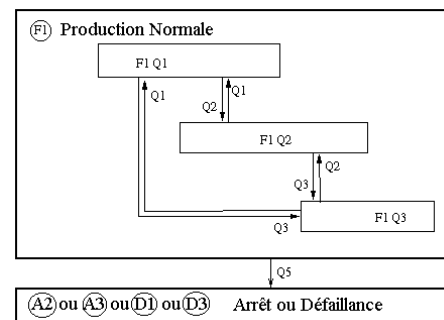 F1 Production Normale
F1 Q1
Q1
Q1
Q2
F1 Q2
Q2
Q3
F1 Q3
Q3
Q5
A2 ou A3 ou D1 ou D3 Arrêt ou Défaillance